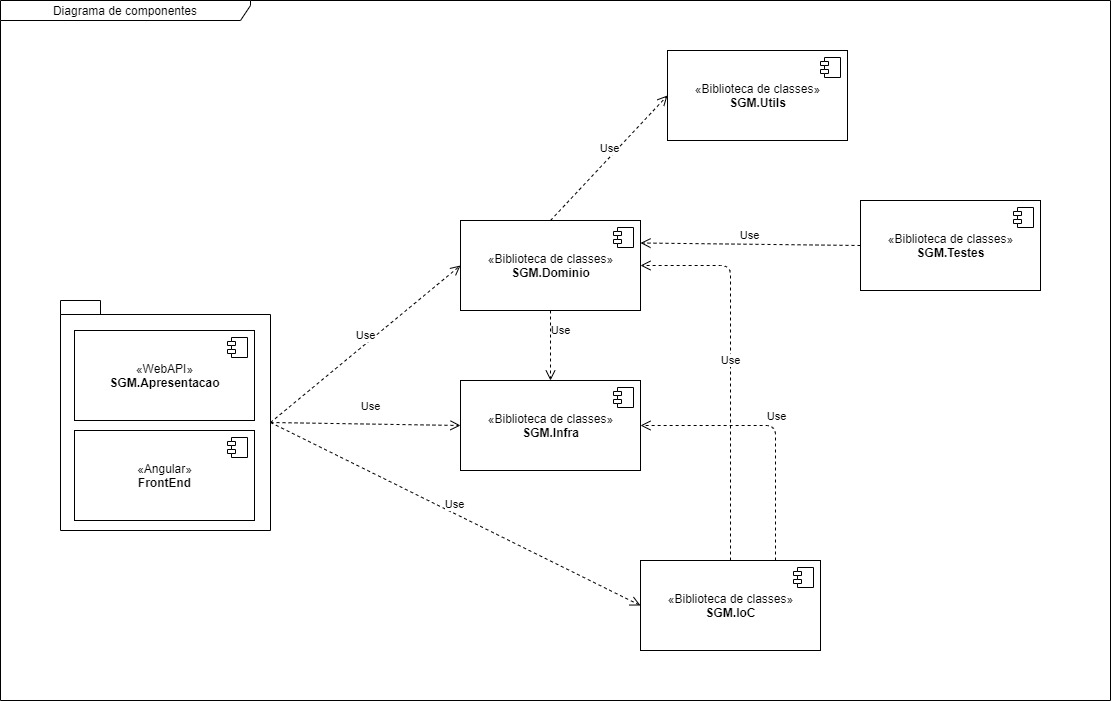 Diagrama de componentes
«Biblioteca de classes»
SGM.Utils
Use
«Biblioteca de classes»
SGM.Dominio
Use
«Biblioteca de classes»
SGM.Testes
Use
Use
Use
«WebAPI»
SGM.Apresentacao
Use
«Biblioteca de classes»
SGM.Infra
Use
«Angular»
FrontEnd
Use
«Biblioteca de classes»
SGM.IoC